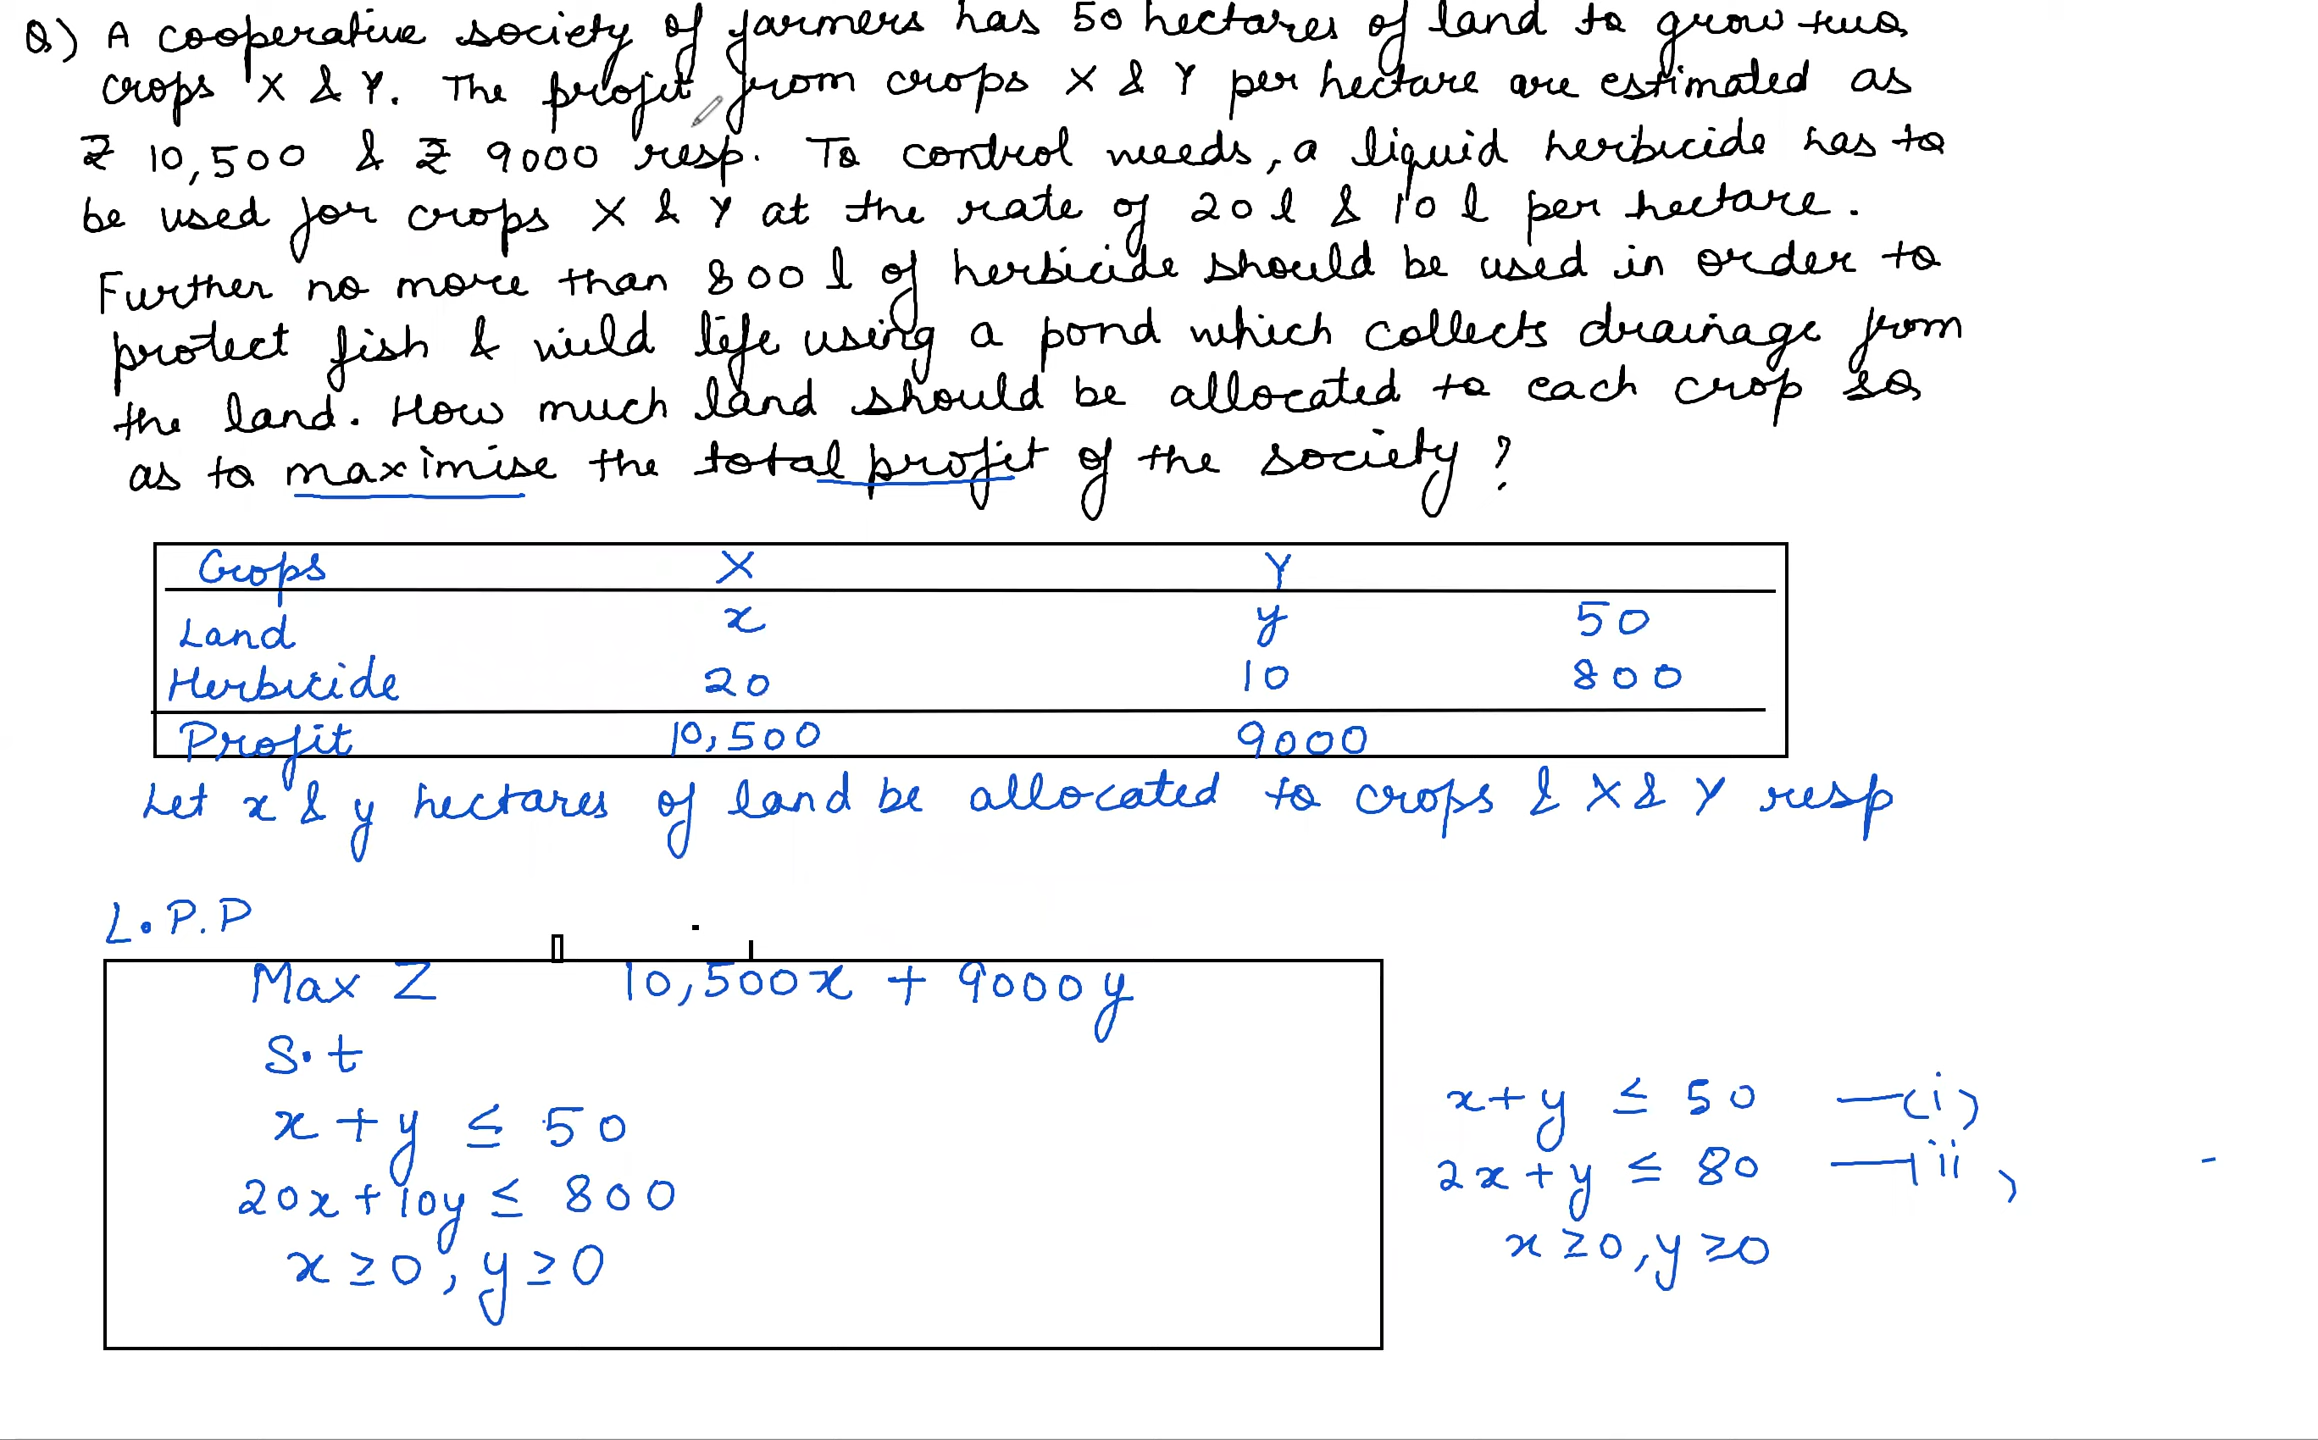 Q) A cooperative society of farmers has 50 hectares of land to grow two
crops X & Y. The profit from crops X & Y per hectare are estimated as
₹ 10,500 & ₹ 9000 resp. To control weeds, a liquid herbicide has to
be used for crops X & Y at the rate of 20 l & 10 l per hectare.
Further no more than 800 l of herbicide should be used in order to
protect fish & wild life using a pond which collects drainage from
the land. How much land should be allocated to each crop so
as to maximise the total profit of the society?
Crops X Y
Land x y 50
Herbicide 20 10 800
Profit 10,500 9000
Let x & y hectares of land be allocated to crops & X & Y resp
L.P.P
Max Z 10,500x + 9000y
S.t
x + y ≤ 50
20x + 10y ≤ 800
x ≥ 0, y ≥ 0
x + y ≤ 50 —(i)
2x + y ≤ 80 —(ii)
x ≥ 0, y ≥ 0